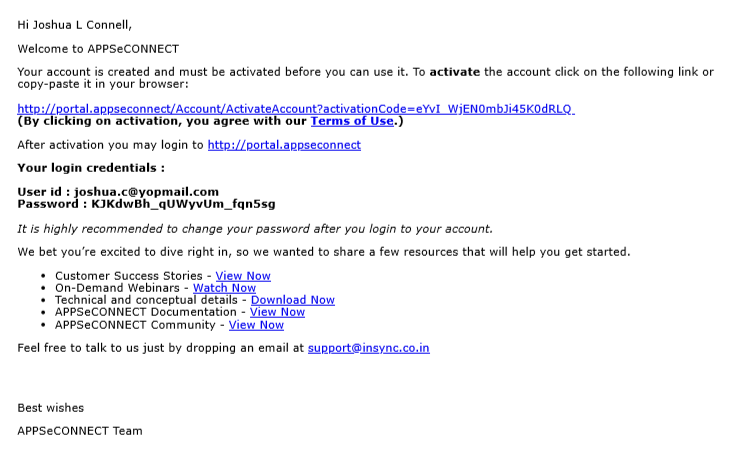 Hi Joshua L Connell,
Welcome to APPSeCONNECT
Your account is created and must be activated before you can use it. To activate the account click on the following link or
copy-paste it in your browser:
http://portal.appseconnect/Account/ActivateAccount?activationCode=eYvI_WjEN0mbJi45K0dRLQ
(By clicking on activation, you agree with our Terms of Use.)
After activation you may login to http://portal.appseconnect
Your login credentials :
User id : joshua.c@yopmail.com
Password : KJKdwBh_qUWyvUm_fqn5sg
It is highly recommended to change your password after you login to your account.
We bet you’re excited to dive right in, so we wanted to share a few resources that will help you get started.
• Customer Success Stories - View Now
• On-Demand Webinars - Watch Now
• Technical and conceptual details - Download Now
• APPSeCONNECT Documentation - View Now
• APPSeCONNECT Community - View Now
Feel free to talk to us just by dropping an email at support@insync.co.in
Best wishes
APPSeCONNECT Team